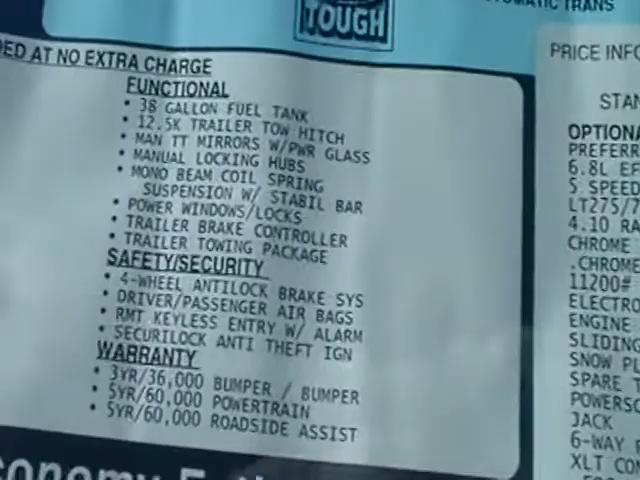 TOUGH
TRANS
ED AT NO EXTRA CHARGE
FUNCTIONAL
• 38 GALLON FUEL TANK
• 12.5K TRAILER TOW HITCH
• MAN TT MIRRORS W/PWR GLASS
• MANUAL LOCKING HUBS
• MONO BEAM COIL SPRING
SUSPENSION W/ STABIL BAR
• POWER WINDOWS/LOCKS
• TRAILER BRAKE CONTROLLER
• TRAILER TOWING PACKAGE
SAFETY/SECURITY
• 4-WHEEL ANTILOCK BRAKE SYS
• DRIVER/PASSENGER AIR BAGS
• RMT KEYLESS ENTRY W/ ALARM
• SECURILOCK ANTI THEFT IGN
WARRANTY
• 3YR/36,000 BUMPER / BUMPER
• 5YR/60,000 POWERTRAIN
• 5YR/60,000 ROADSIDE ASSIST
PRICE INFO
STAN
OPTIONA
PREFERR
6.8L EF
5 SPEED
LT275/7
4.10 RA
CHROME
.CHROME
11200#
ELECTRO
ENGINE
SLIDING
SNOW PL
SPARE T
POWERSC
JACK
6-WAY P
XLT COM